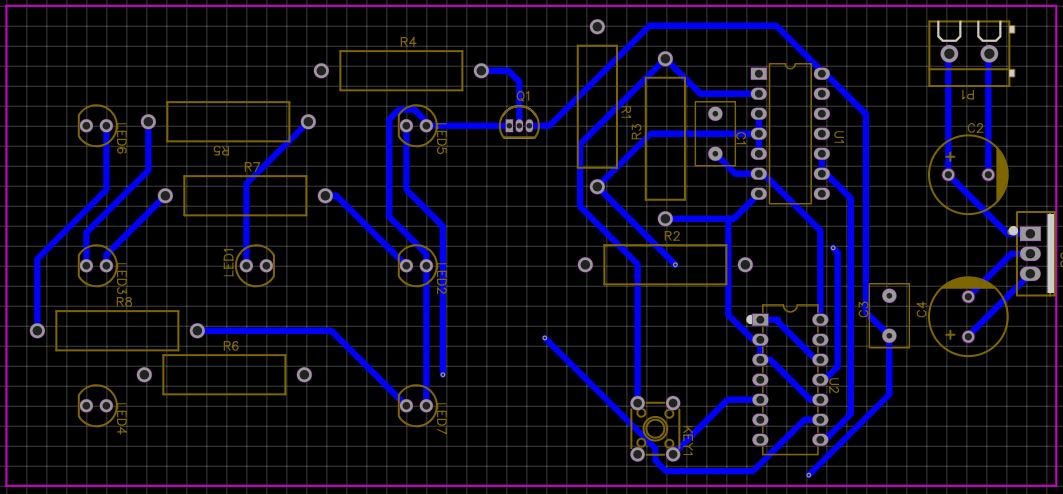 R4
P1
Q1
LED6
R5
LED5
R1
R3
C1
U1
C2
R7
LED1
R2
LED3
LED2
R8
C3
C4
R6
U2
LED4
LED7
KEY1
+
+